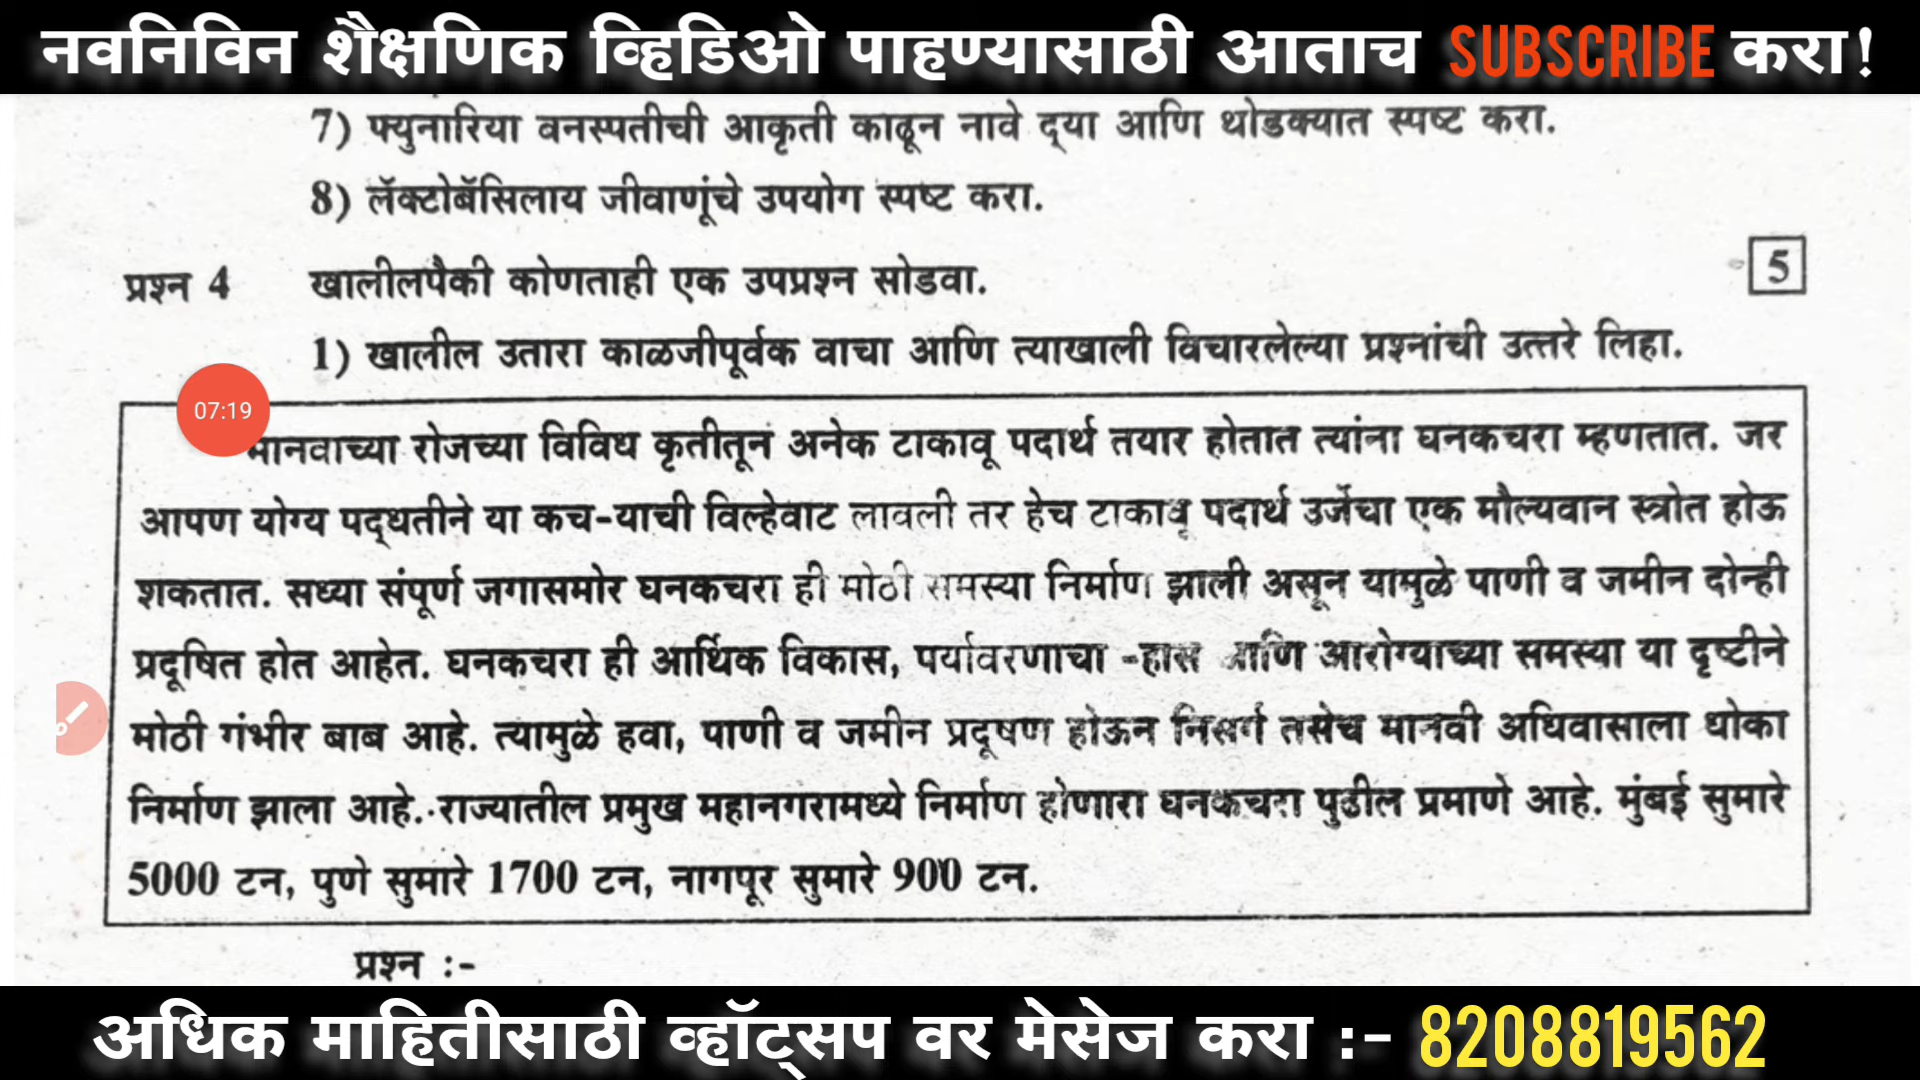 नवनिविन शैक्षणिक व्हिडिओ पाहण्यासाठी आताच SUBSCRIBE करा!
7) फ्युनारिया वनस्पतीची आकृती काढून नावे द्या आणि थोडक्यात स्पष्ट करा.
8) लॅक्टोबॅसिलाय जीवाणूंचे उपयोग स्पष्ट करा.
प्रश्न 4 खालीलपैकी कोणताही एक उपप्रश्न सोडवा. 5
1) खालील उतारा काळजीपूर्वक वाचा आणि त्याखाली विचारलेल्या प्रश्नांची उत्तरे लिहा.
07:19
मानवाच्या रोजच्या विविध कृतीतून अनेक टाकावू पदार्थ तयार होतात त्यांना घनकचरा म्हणतात. जर
आपण योग्य पद्धतीने या कच-याची विल्हेवाट लावली तर हेच टाकावू पदार्थ उर्जेचा एक मौल्यवान स्त्रोत होऊ
शकतात. सध्या संपूर्ण जगासमोर घनकचरा ही मोठी समस्या निर्माण झाली असून यामुळे पाणी व जमीन दोन्ही
प्रदूषित होत आहेत. घनकचरा ही आर्थिक विकास, पर्यावरणाचा -हास आणि आरोग्याच्या समस्या या दृष्टीने
मोठी गंभीर बाब आहे. त्यामुळे हवा, पाणी व जमीन प्रदूषण होऊन निसर्ग तसेच मानवी अधिवासाला धोका
निर्माण झाला आहे. राज्यातील प्रमुख महानगरामध्ये निर्माण होणारा घनकचरा पुढील प्रमाणे आहे. मुंबई सुमारे
5000 टन, पुणे सुमारे 1700 टन, नागपूर सुमारे 900 टन.
प्रश्न :-
अधिक माहितीसाठी व्हॉट्सप वर मेसेज करा :- 8208819562